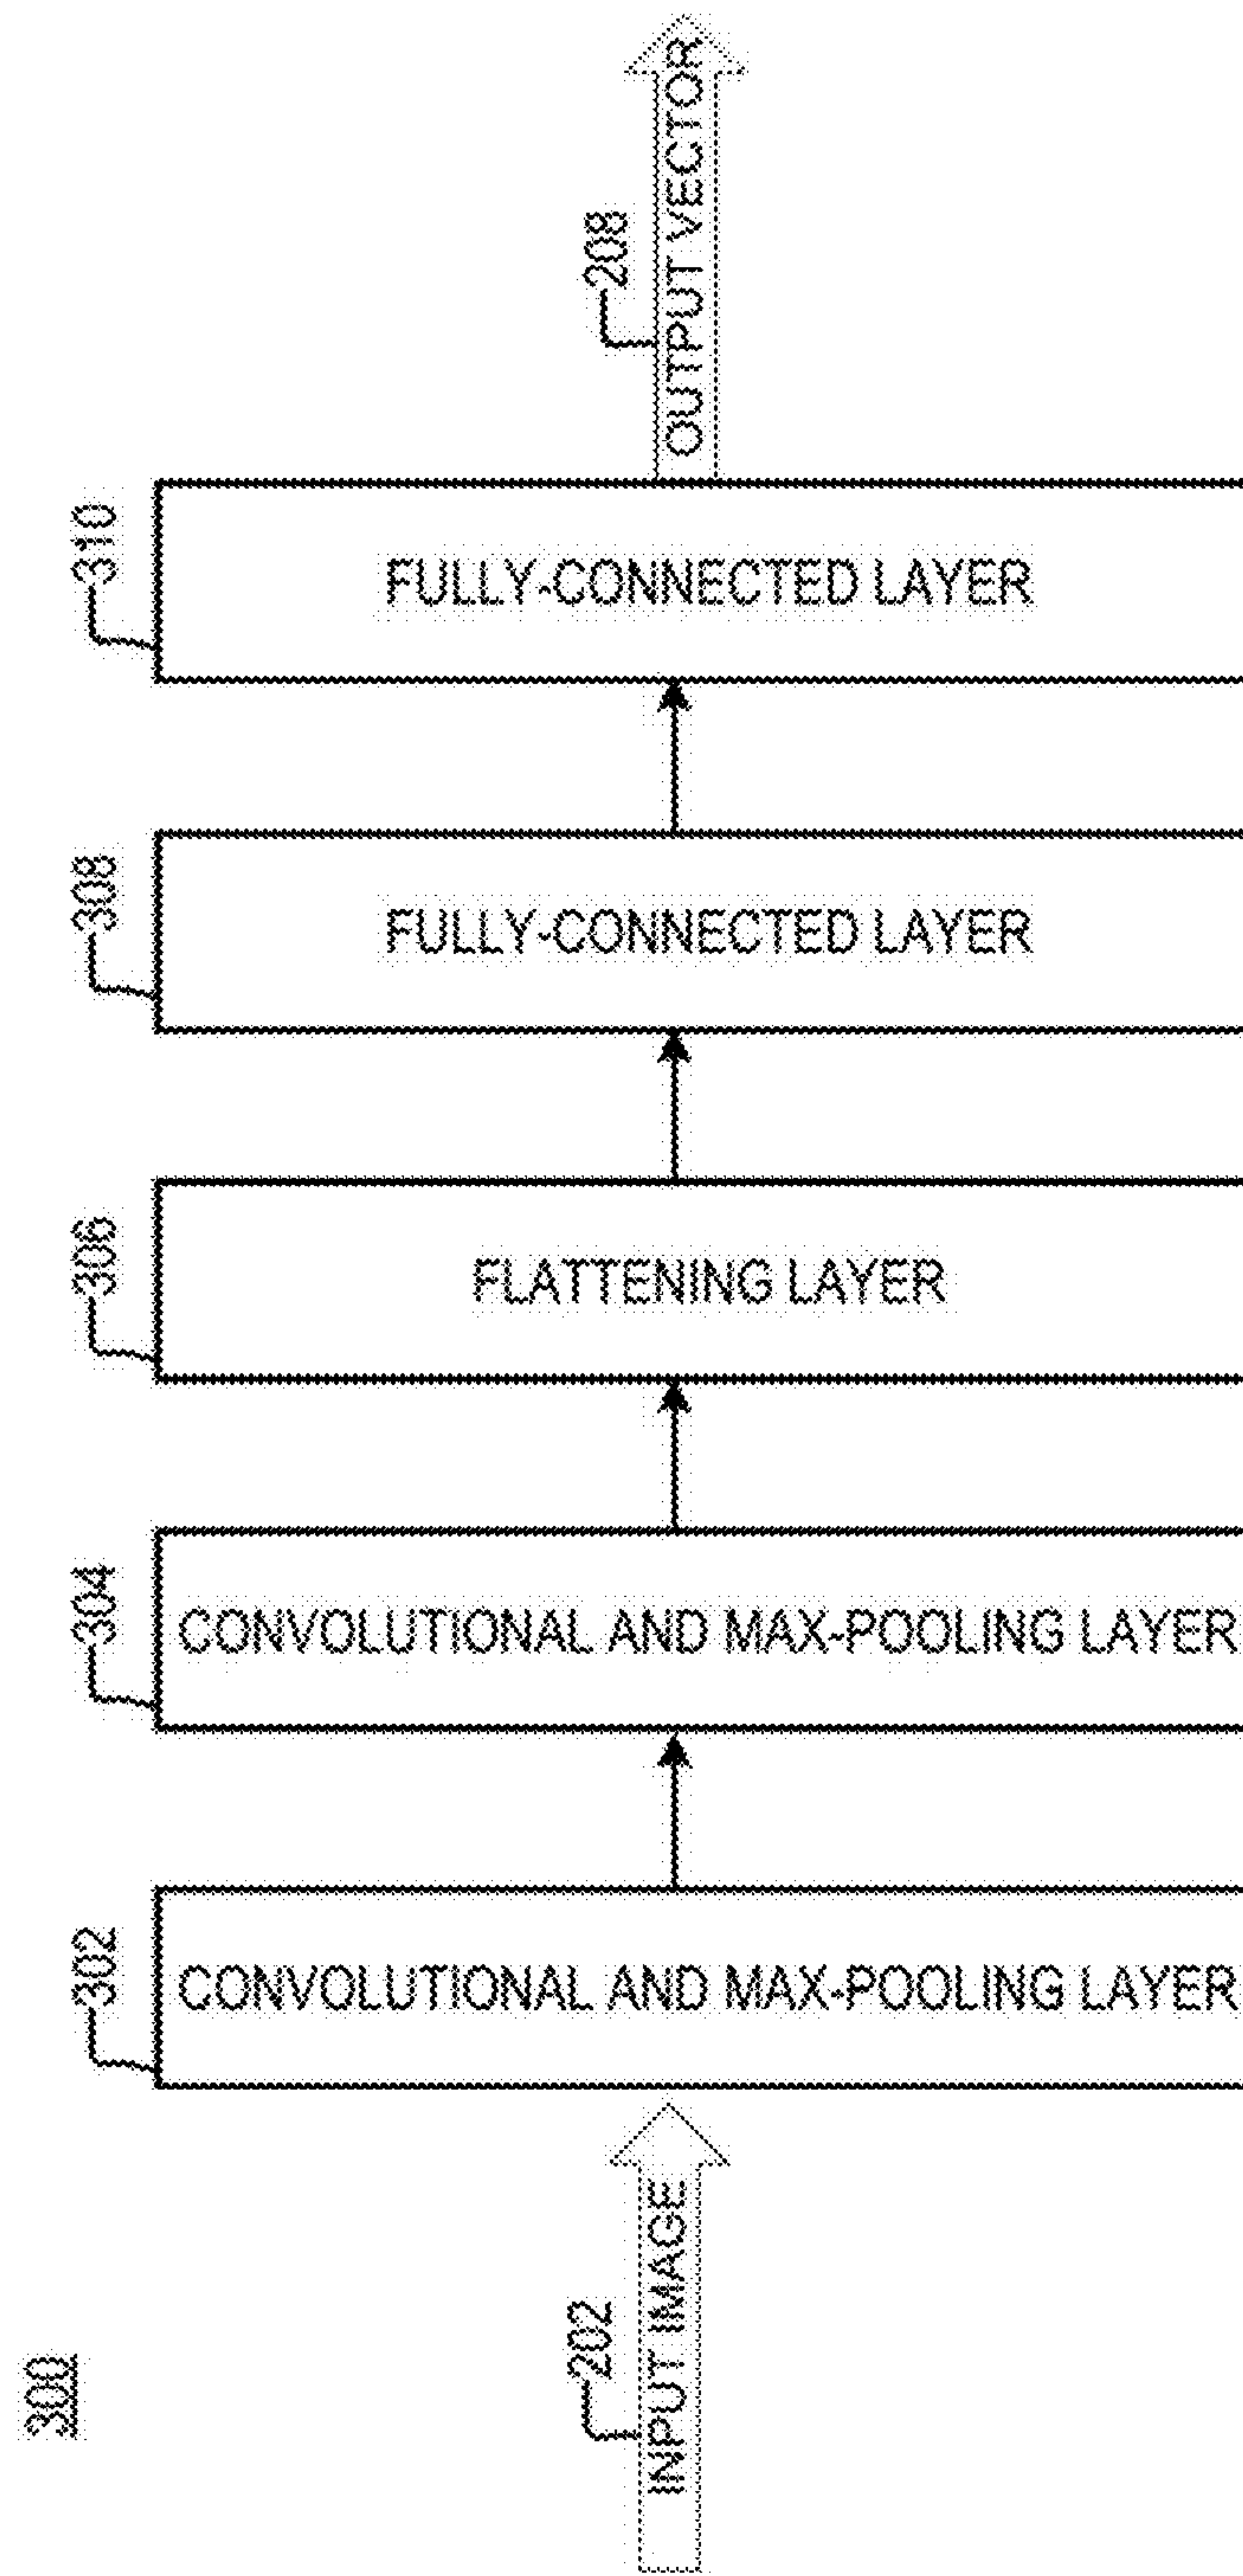 300
202
INPUT IMAGE
302
CONVOLUTIONAL AND MAX-POOLING LAYER
304
CONVOLUTIONAL AND MAX-POOLING LAYER
306
FLATTENING LAYER
308
FULLY-CONNECTED LAYER
310
FULLY-CONNECTED LAYER
208
OUTPUT VECTOR